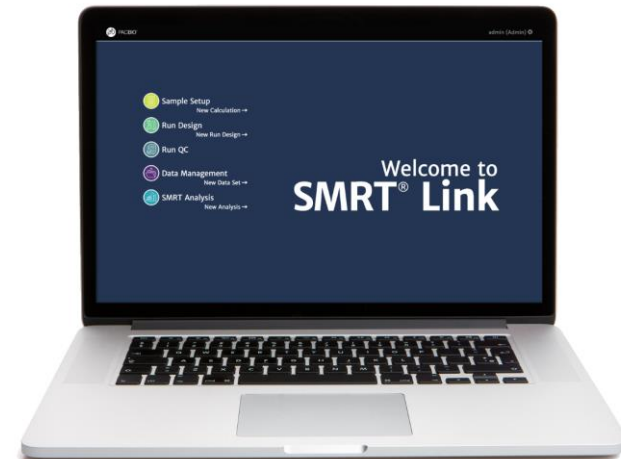 PACBIO
admin (Admin)
Sample Setup
New Calculation →
Run Design
New Run Design →
Run QC
Data Management
New Data Set →
SMRT Analysis
New Analysis →
Welcome to
SMRT® Link